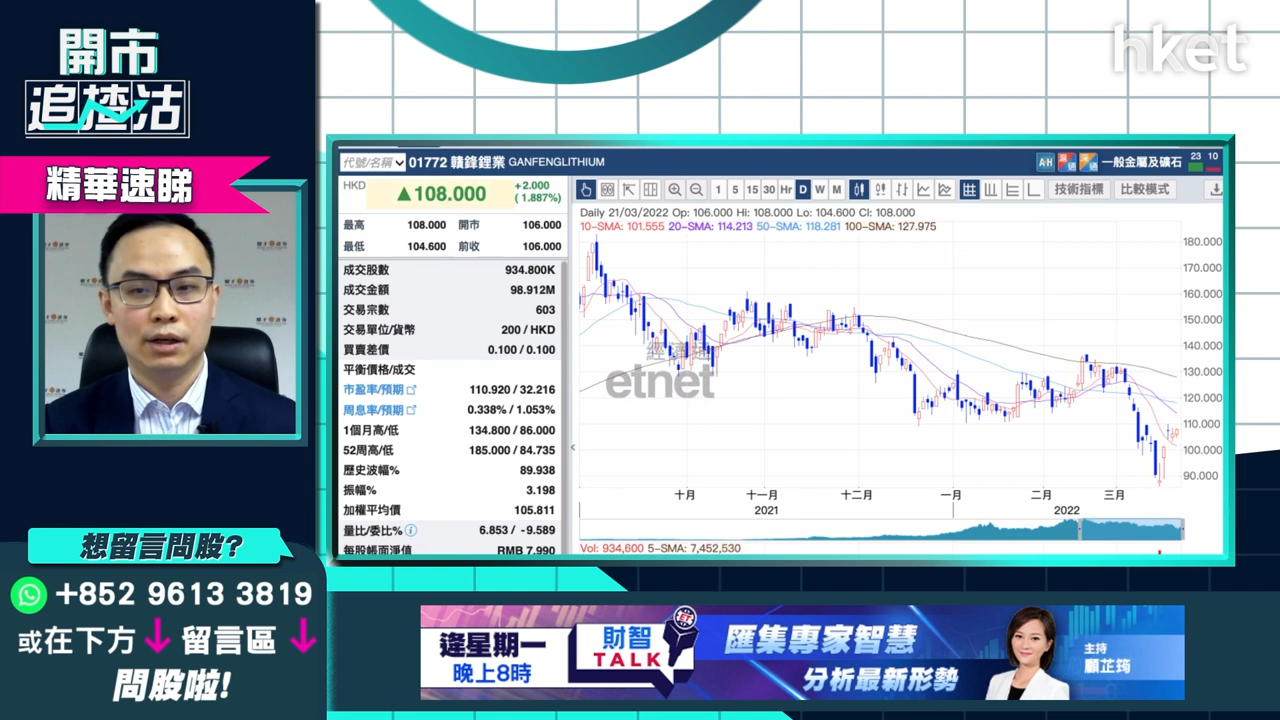 hket
開市
追揸沽
精華速睇
代號/名稱 01772 贛鋒鋰業 GANFENGLITHIUM
A·H 一般金屬及礦石 23 10
HKD ▲108.000 +2.000 (1.887%)
1 5 15 30 Hr D W M 技術指標 比較模式
最高 108.000 開市 106.000
最低 104.600 前收 106.000
成交股數 934.800K
成交金額 98.912M
交易宗數 603
交易單位/貨幣 200 / HKD
買賣差價 0.100 / 0.100
平衡價格/成交
市盈率/預期 110.920 / 32.216
周息率/預期 0.338% / 1.053%
1個月高/低 134.800 / 86.000
52周高/低 185.000 / 84.735
歷史波幅% 89.938
振幅% 3.198
加權平均價 105.811
量比/委比% 6.853 / -9.589
每股帳面淨值 RMB 7.990
Daily 21/03/2022 Op: 106.000 Hi: 108.000 Lo: 104.600 Cl: 108.000
10-SMA: 101.555 20-SMA: 114.213 50-SMA: 118.281 100-SMA: 127.975
180.000
170.000
160.000
150.000
140.000
130.000
120.000
110.000
100.000
90.000
經濟通
etnet
十月 十一月 十二月 一月 二月 三月
2021 2022
Vol: 934,600 5-SMA: 7,452,530
想留言問股?
+852 9613 3819
或在下方 留言區
問股啦!
逢星期一
晚上8時
財智
TALK
匯集專家智慧
分析最新形勢
主持
顧芷筠